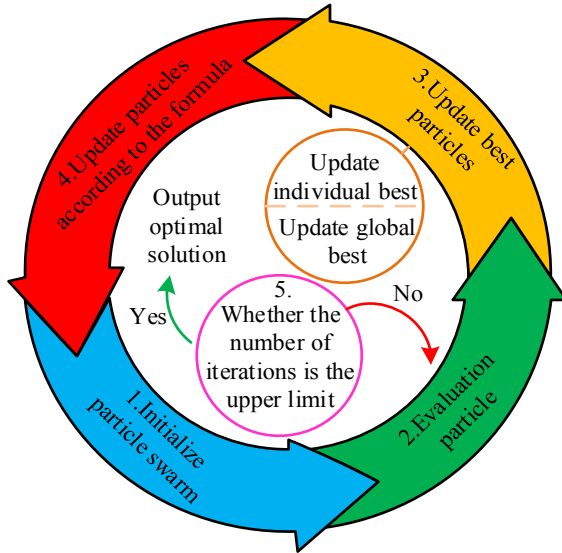 1.Initialize
particle swarm
2.Evaluation
particle
3.Update best
particles
4.Update particles
according to the formula
Update
individual best
Update global
best
5.
Whether the
number of
iterations is the
upper limit
Yes
No
Output
optimal
solution